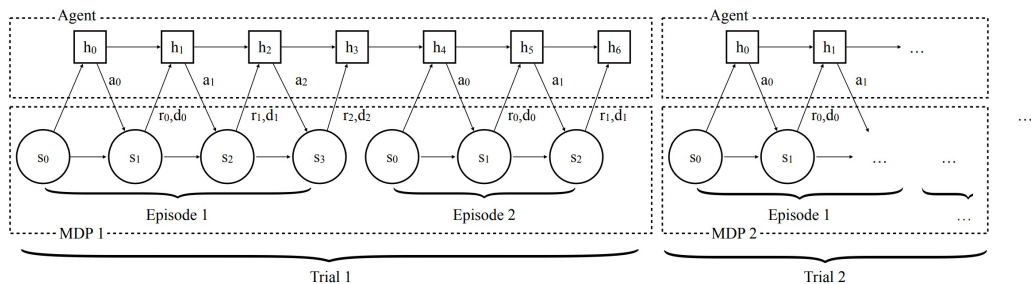 Agent Agent
h0 h1 h2 h3 h4 h5 h6 h0 h1 ...
a0 a1 a2 a0 a1 a0 a1
r0,d0 r1,d1 r2,d2 r0,d0 r1,d1 r0,d0 ...
s0 s1 s2 s3 s0 s1 s2 s0 s1 ... ...
Episode 1 Episode 2 Episode 1 ...
MDP 1 MDP 2
Trial 1 Trial 2